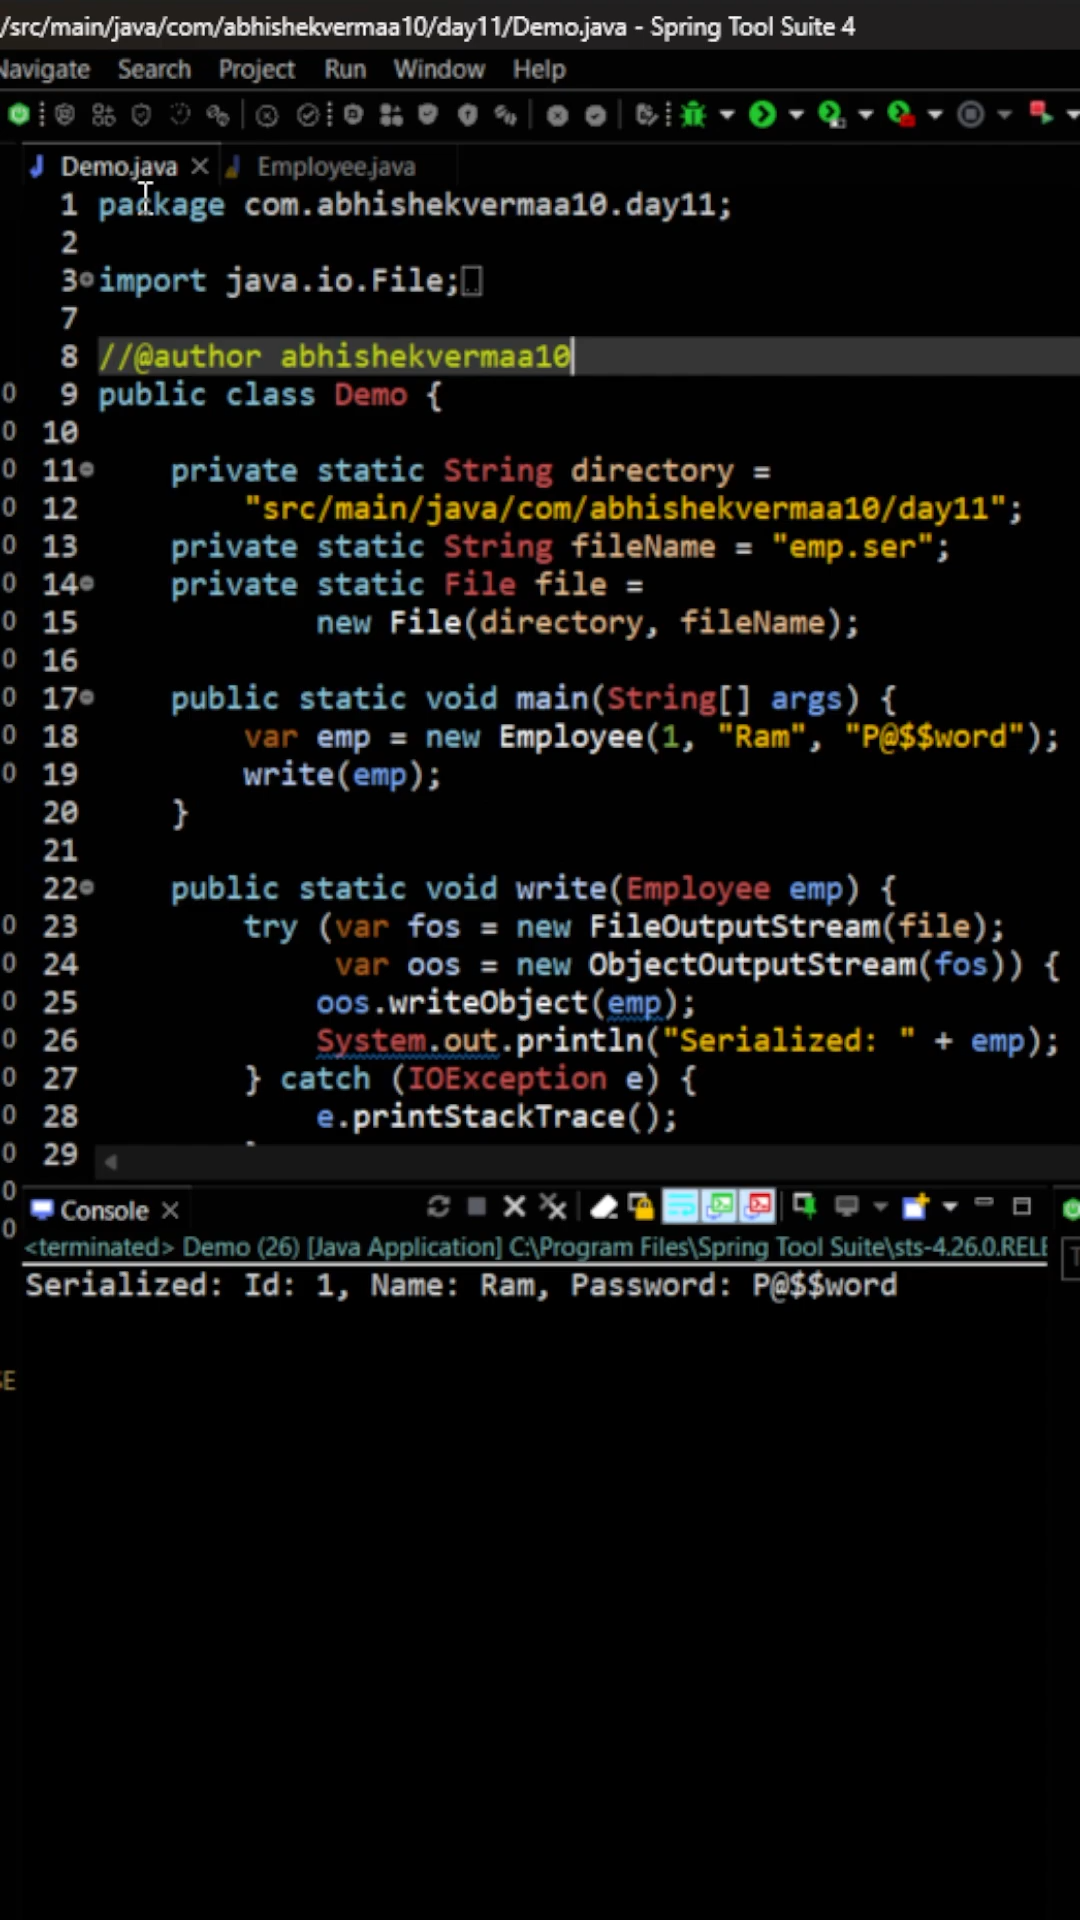 /src/main/java/com/abhishekvermaa10/day11/Demo.java - Spring Tool Suite 4
Navigate Search Project Run Window Help
Demo.java Employee.java
1 package com.abhishekvermaa10.day11;
2
3 import java.io.File;
7
8 //@author abhishekvermaa10
9 public class Demo {
10
11 private static String directory =
12 "src/main/java/com/abhishekvermaa10/day11";
13 private static String fileName = "emp.ser";
14 private static File file =
15 new File(directory, fileName);
16
17 public static void main(String[] args) {
18 var emp = new Employee(1, "Ram", "P@$$word");
19 write(emp);
20 }
21
22 public static void write(Employee emp) {
23 try (var fos = new FileOutputStream(file);
24 var oos = new ObjectOutputStream(fos)) {
25 oos.writeObject(emp);
26 System.out.println("Serialized: " + emp);
27 } catch (IOException e) {
28 e.printStackTrace();
29
Console
<terminated> Demo (26) [Java Application] C:\Program Files\Spring Tool Suite\sts-4.26.0.RELE
Serialized: Id: 1, Name: Ram, Password: P@$$word